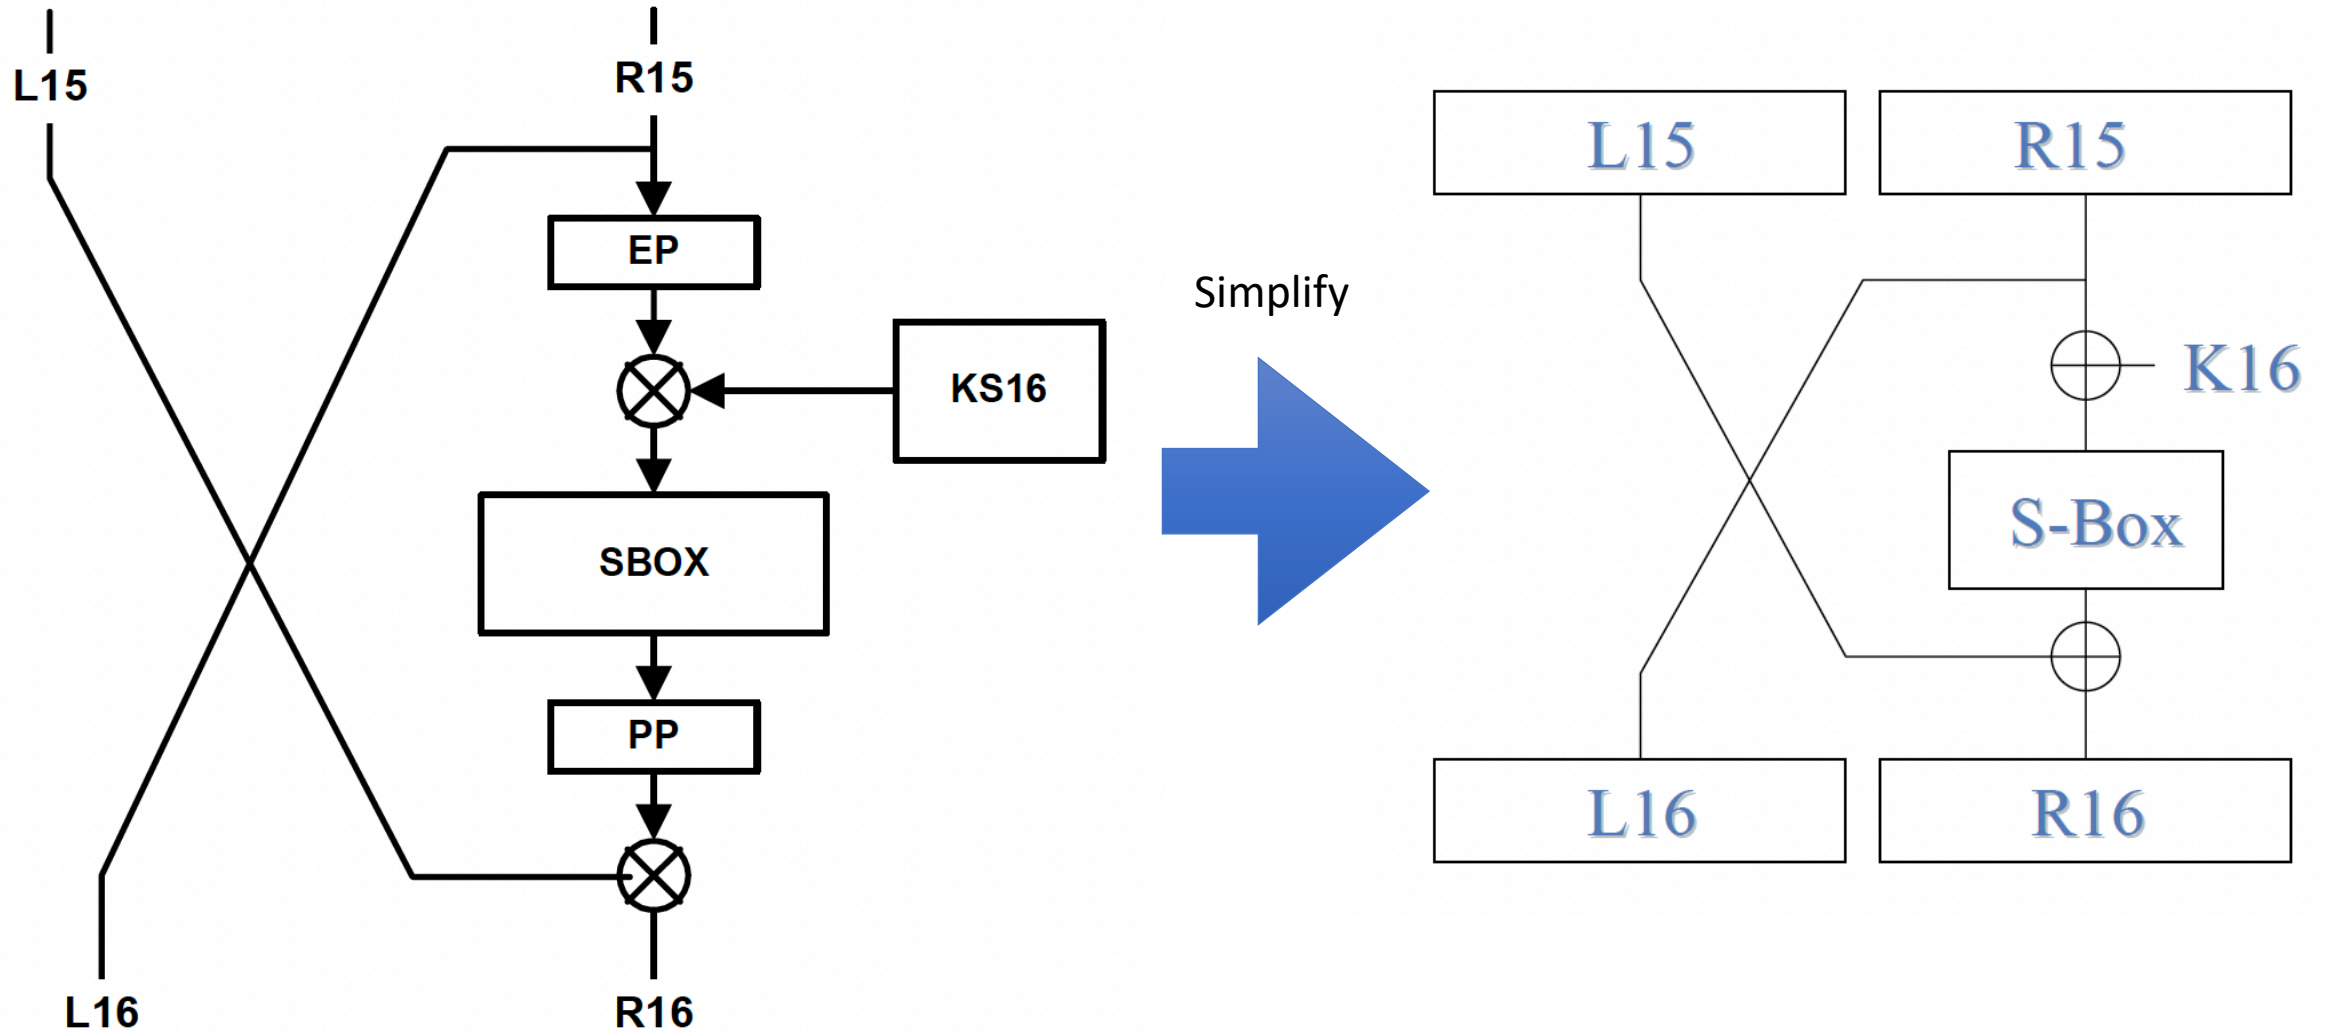 L15
R15
EP
KS16
SBOX
PP
L16
R16
Simplify
L15
R15
K16
S-Box
L16
R16